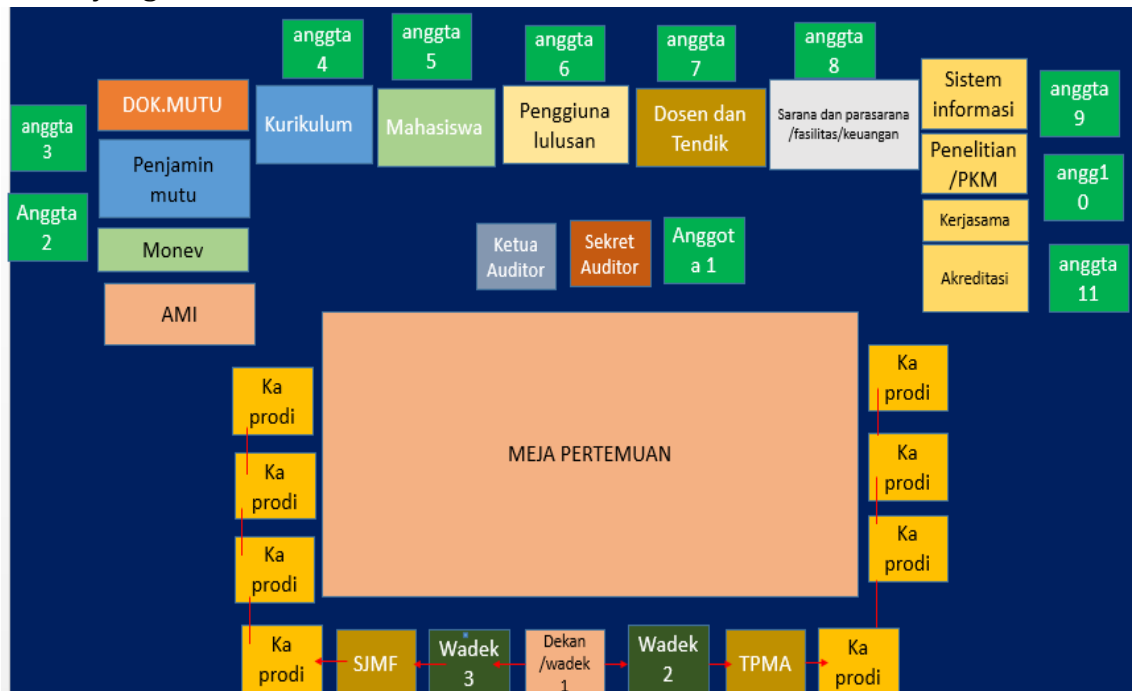 anggta
4
anggta
5
anggta
6
anggta
7
anggta
8
DOK.MUTU
Kurikulum
Mahasiswa
Penggiuna
lulusan
Dosen dan
Tendik
Sarana dan parasarana
/fasilitas/keuangan
Sistem
informasi
anggta
9
anggta
3
Penjamin
mutu
Penelitian
/PKM
angg1
0
Anggta
2
Monev
Ketua
Auditor
Sekret
Auditor
Anggot
a 1
Kerjasama
Akreditasi
anggta
11
AMI
Ka
prodi
Ka
prodi
MEJA PERTEMUAN
Ka
prodi
Ka
prodi
Ka
prodi
Ka
prodi
Ka
prodi
SJMF
Wadek
3
Dekan
/wadek
1
Wadek
2
TPMA
Ka
prodi